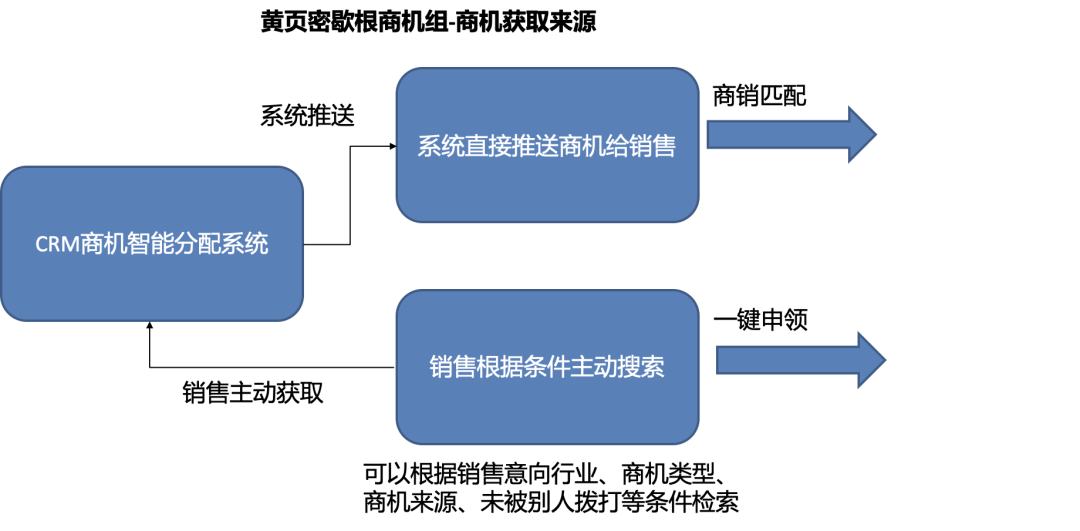 黄页密歇根商机组-商机获取来源
系统推送
系统直接推送商机给销售
商销匹配
CRM商机智能分配系统
销售主动获取
销售根据条件主动搜索
一键申领
可以根据销售意向行业、商机类型、
商机来源、未被别人拨打等条件检索